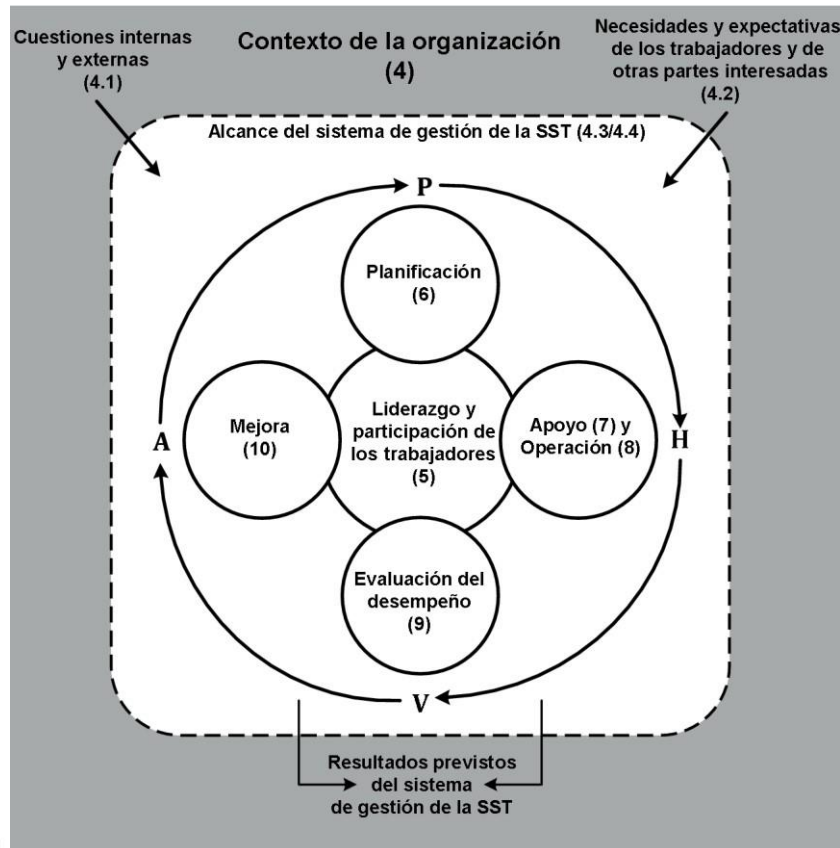 Cuestiones internas
y externas
(4.1)
Contexto de la organización
(4)
Necesidades y expectativas
de los trabajadores y de
otras partes interesadas
(4.2)
Alcance del sistema de gestión de la SST (4.3/4.4)
P
Planificación
(6)
A
Mejora
(10)
Liderazgo y
participación de
los trabajadores
(5)
Apoyo (7) y
Operación (8)
H
Evaluación del
desempeño
(9)
V
Resultados previstos
del sistema
de gestión de la SST